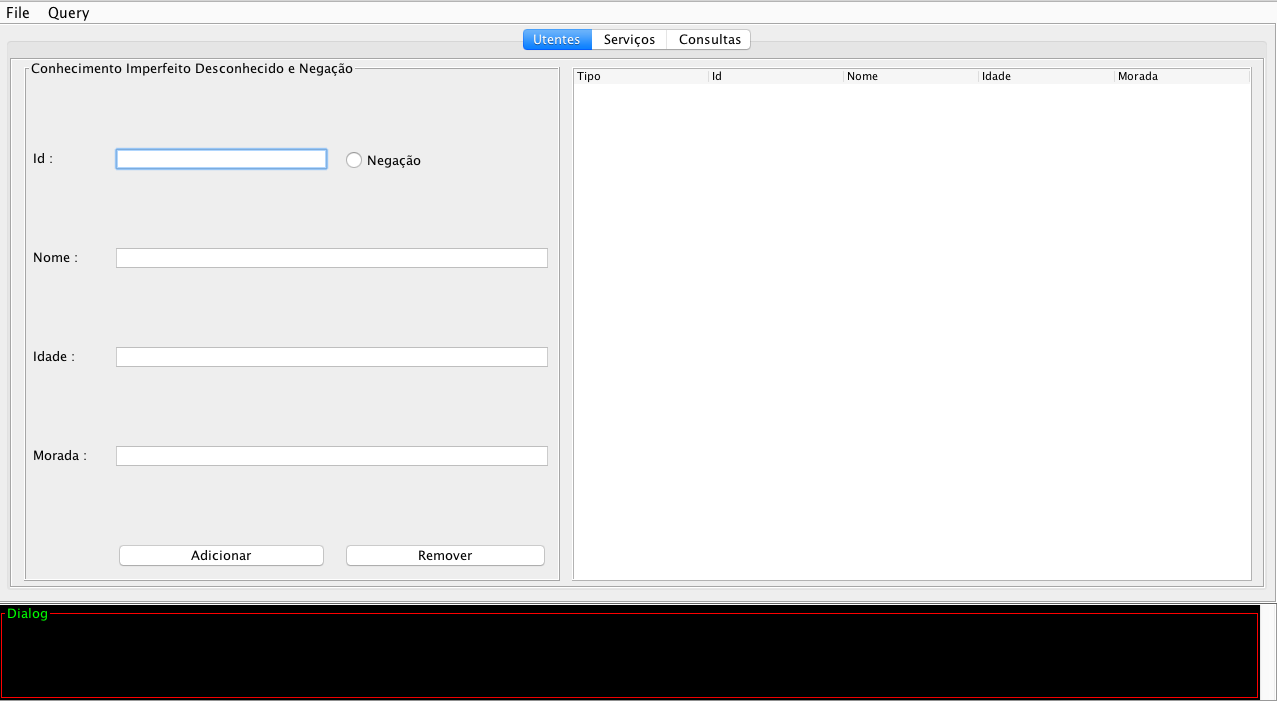 File Query
Utentes Serviços Consultas
Conhecimento Imperfeito Desconhecido e Negação
Tipo Id Nome Idade Morada
Id :
Negação
Nome :
Idade :
Morada :
Adicionar Remover
Dialog